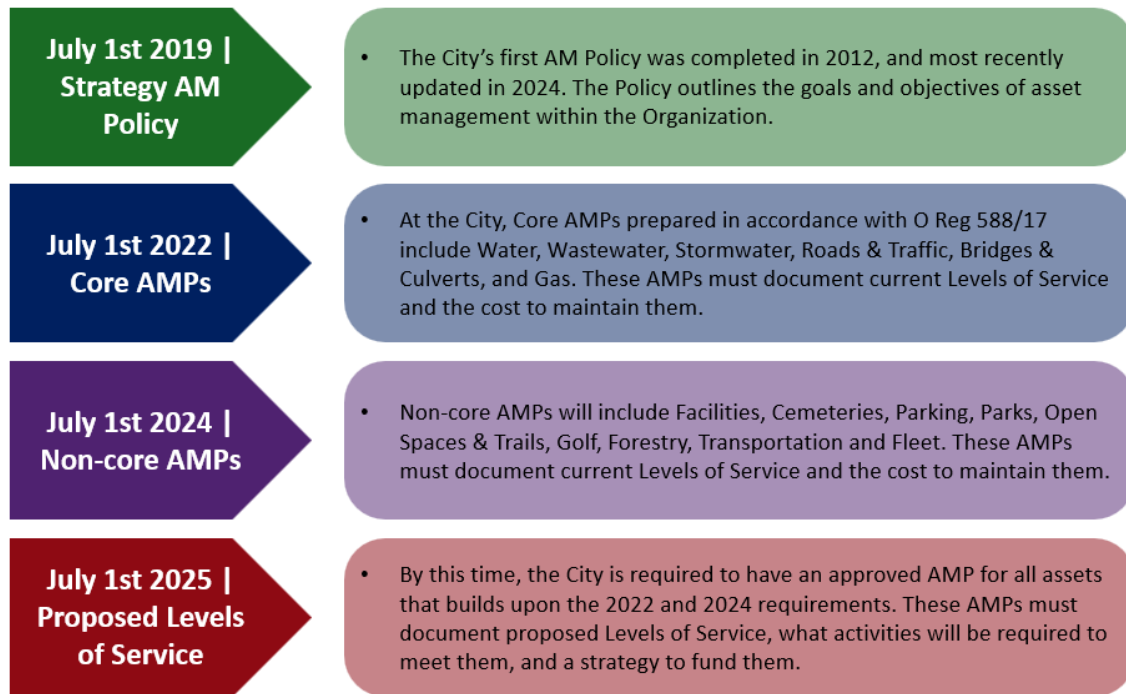 July 1st 2019 |
Strategy AM
Policy
• The City’s first AM Policy was completed in 2012, and most recently
updated in 2024. The Policy outlines the goals and objectives of asset
management within the Organization.
July 1st 2022 |
Core AMPs
• At the City, Core AMPs prepared in accordance with O Reg 588/17
include Water, Wastewater, Stormwater, Roads & Traffic, Bridges &
Culverts, and Gas. These AMPs must document current Levels of Service
and the cost to maintain them.
July 1st 2024 |
Non-core AMPs
• Non-core AMPs will include Facilities, Cemeteries, Parking, Parks, Open
Spaces & Trails, Golf, Forestry, Transportation and Fleet. These AMPs
must document current Levels of Service and the cost to maintain them.
July 1st 2025 |
Proposed Levels
of Service
• By this time, the City is required to have an approved AMP for all assets
that builds upon the 2022 and 2024 requirements. These AMPs must
document proposed Levels of Service, what activities will be required to
meet them, and a strategy to fund them.